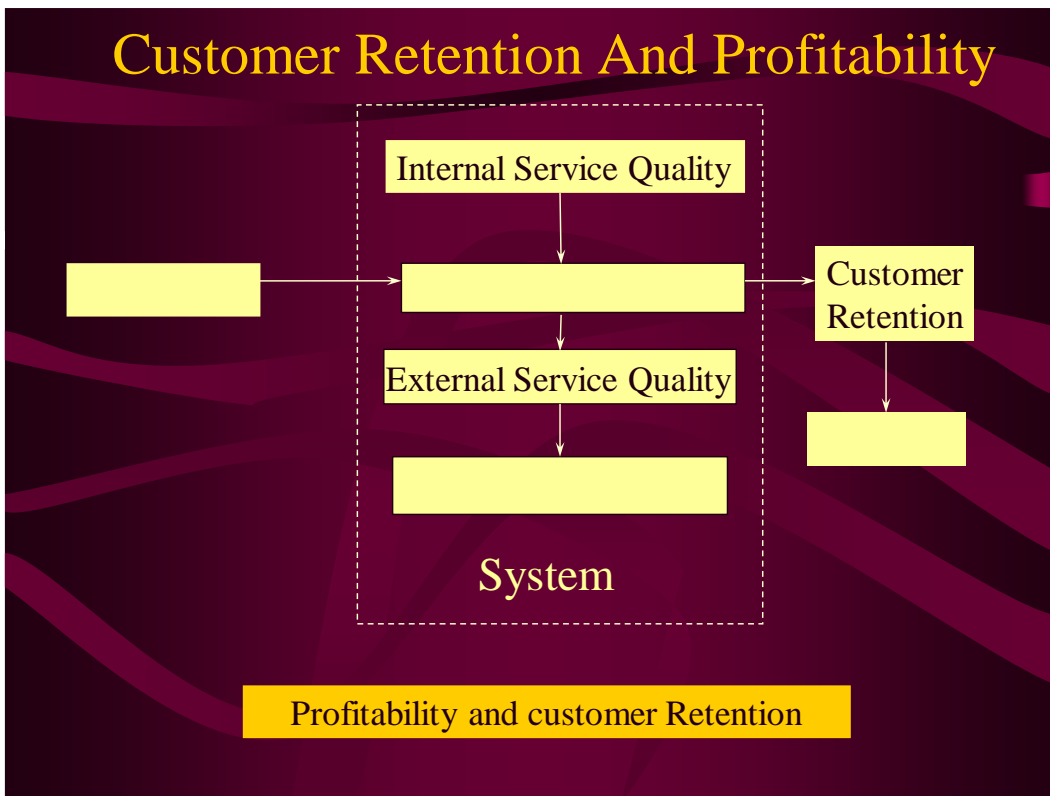 Customer Retention And Profitability
Internal Service Quality
Customer
Retention
External Service Quality
System
Profitability and customer Retention